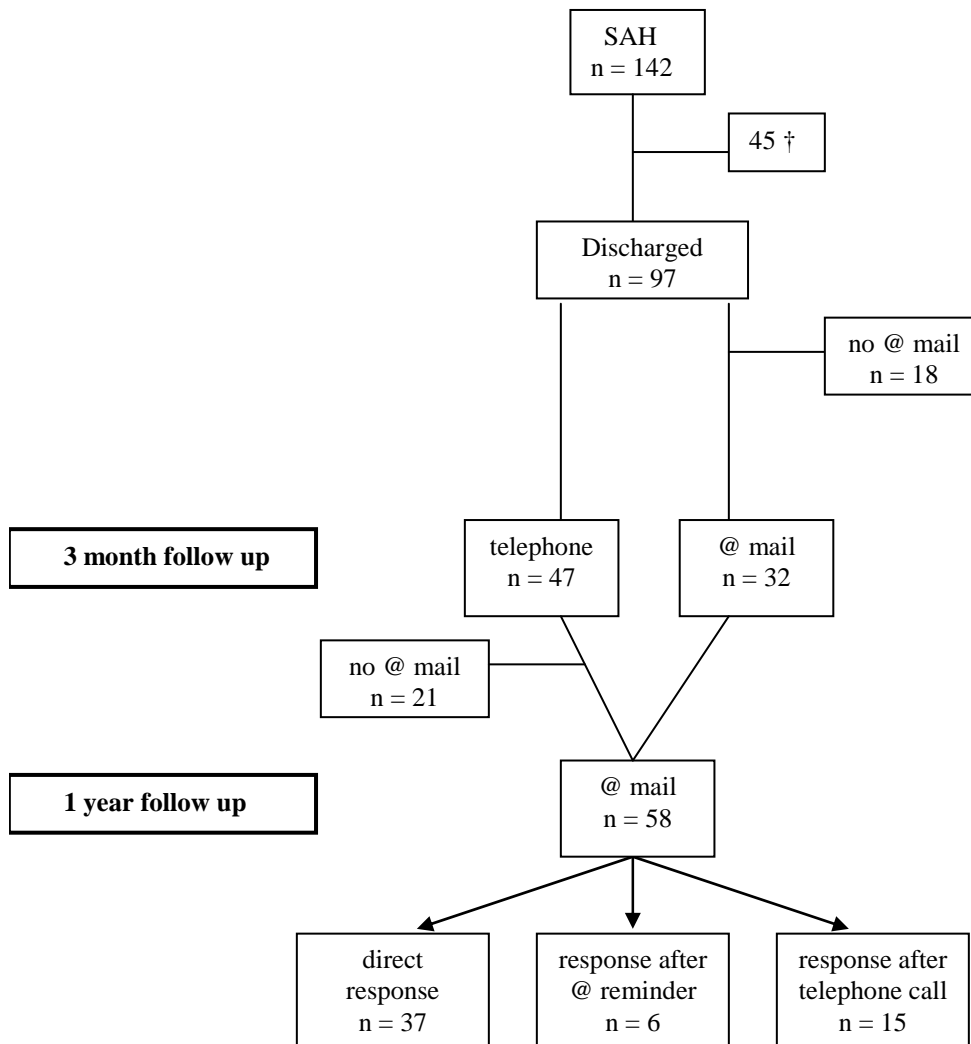 SAH
n = 142
45 †
Discharged
n = 97
no @ mail
n = 18
3 month follow up
telephone
n = 47
@ mail
n = 32
no @ mail
n = 21
1 year follow up
@ mail
n = 58
direct
response
n = 37
response after
@ reminder
n = 6
response after
telephone call
n = 15